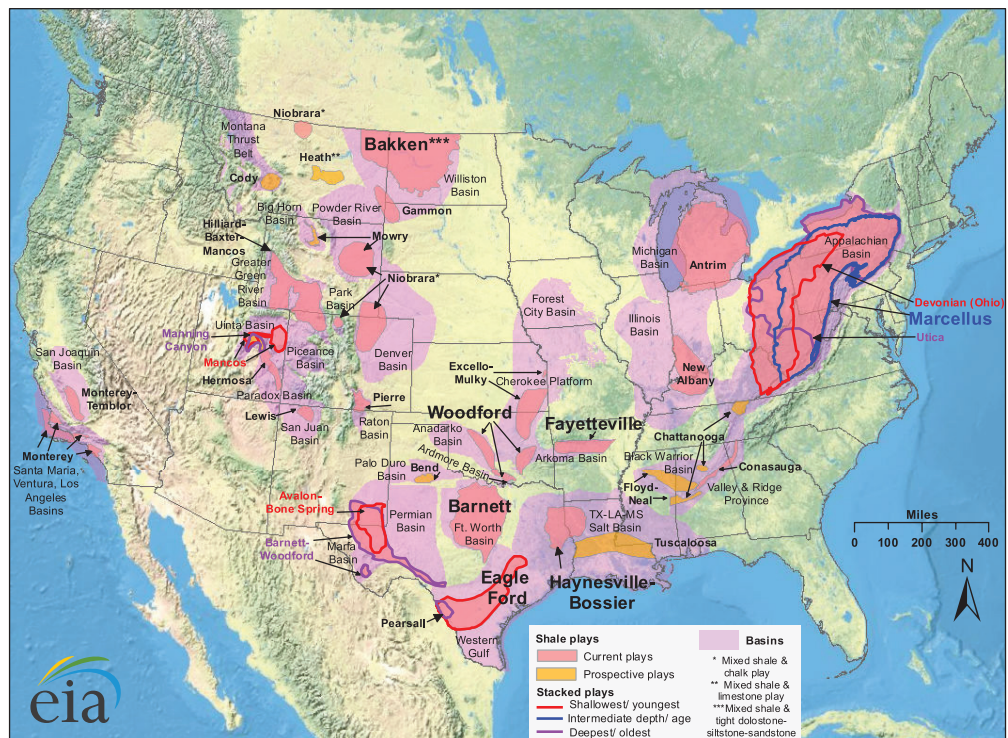 Niobrara*
Montana
Thrust
Belt
Bakken***
Heath**
Cody
Williston
Basin
Big Horn
Basin
Powder River
Basin
Gammon
Hilliard-
Baxter-
Mancos
Mowry
Greater
Green
River
Basin
Niobrara*
Park
Basin
Michigan
Basin
Antrim
Appalachian
Basin
Devonian (Ohio)
Marcellus
Utica
Forest
City Basin
Illinois
Basin
Uinta Basin
Manning
Canyon
Mancos
Piceance
Basin
Denver
Basin
San Joaquin
Basin
Hermosa
Paradox Basin
Excello-
Mulky
Cherokee Platform
New
Albany
Monterey-
Temblor
Pierre
Lewis
San Juan
Basin
Raton
Basin
Woodford
Anadarko
Basin
Fayetteville
Arkoma Basin
Chattanooga
Black Warrior
Basin
Conasauga
Monterey
Santa Maria,
Ventura, Los
Angeles
Basins
Palo Duro
Basin
Bend
Ardmore Basin
Floyd-
Neal
Valley & Ridge
Province
Avalon-
Bone Spring
Permian
Basin
Barnett
Ft. Worth
Basin
TX-LA-MS
Salt Basin
Tuscaloosa
Barnett-
Woodford
Marfa
Basin
Eagle
Ford
Haynesville-
Bossier
Pearsall
Western
Gulf
Miles
0 100 200 300 400
N
Shale plays
Current plays
Prospective plays
Stacked plays
Shallowest/ youngest
Intermediate depth/ age
Deepest/ oldest
Basins
* Mixed shale &
chalk play
** Mixed shale &
limestone play
***Mixed shale &
tight dolostone-
siltstone-sandstone
eia